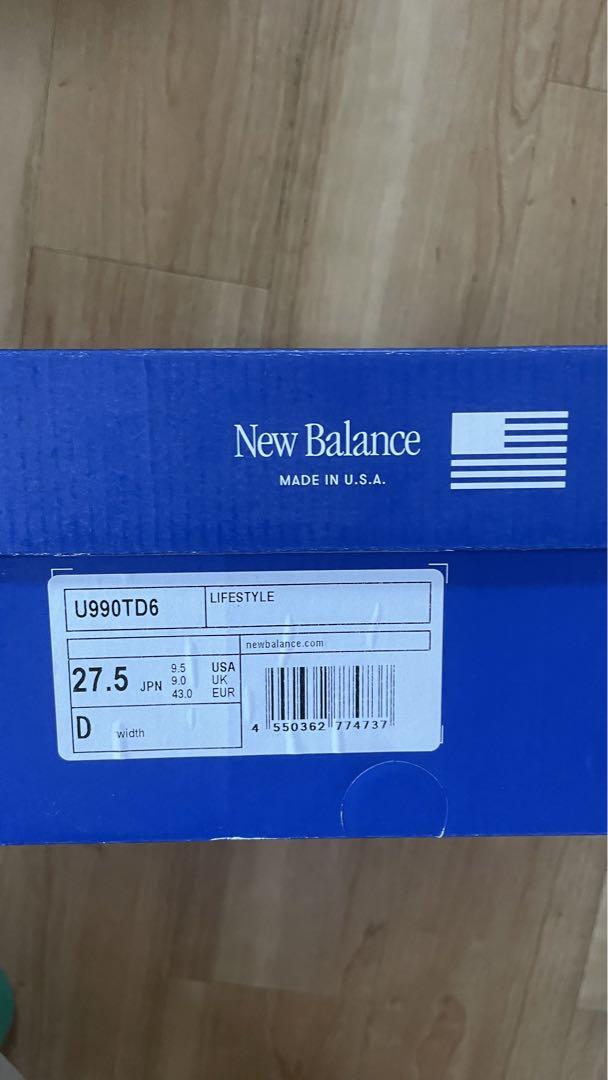 New Balance
MADE IN U.S.A.
U990TD6
LIFESTYLE
newbalance.com
27.5 JPN
9.5 USA
9.0 UK
43.0 EUR
D width
4 550362 774737